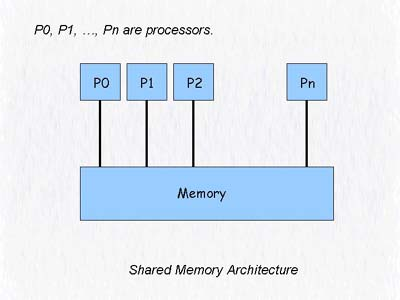 P0, P1, …, Pn are processors.
P0 P1 P2 Pn
Memory
Shared Memory Architecture